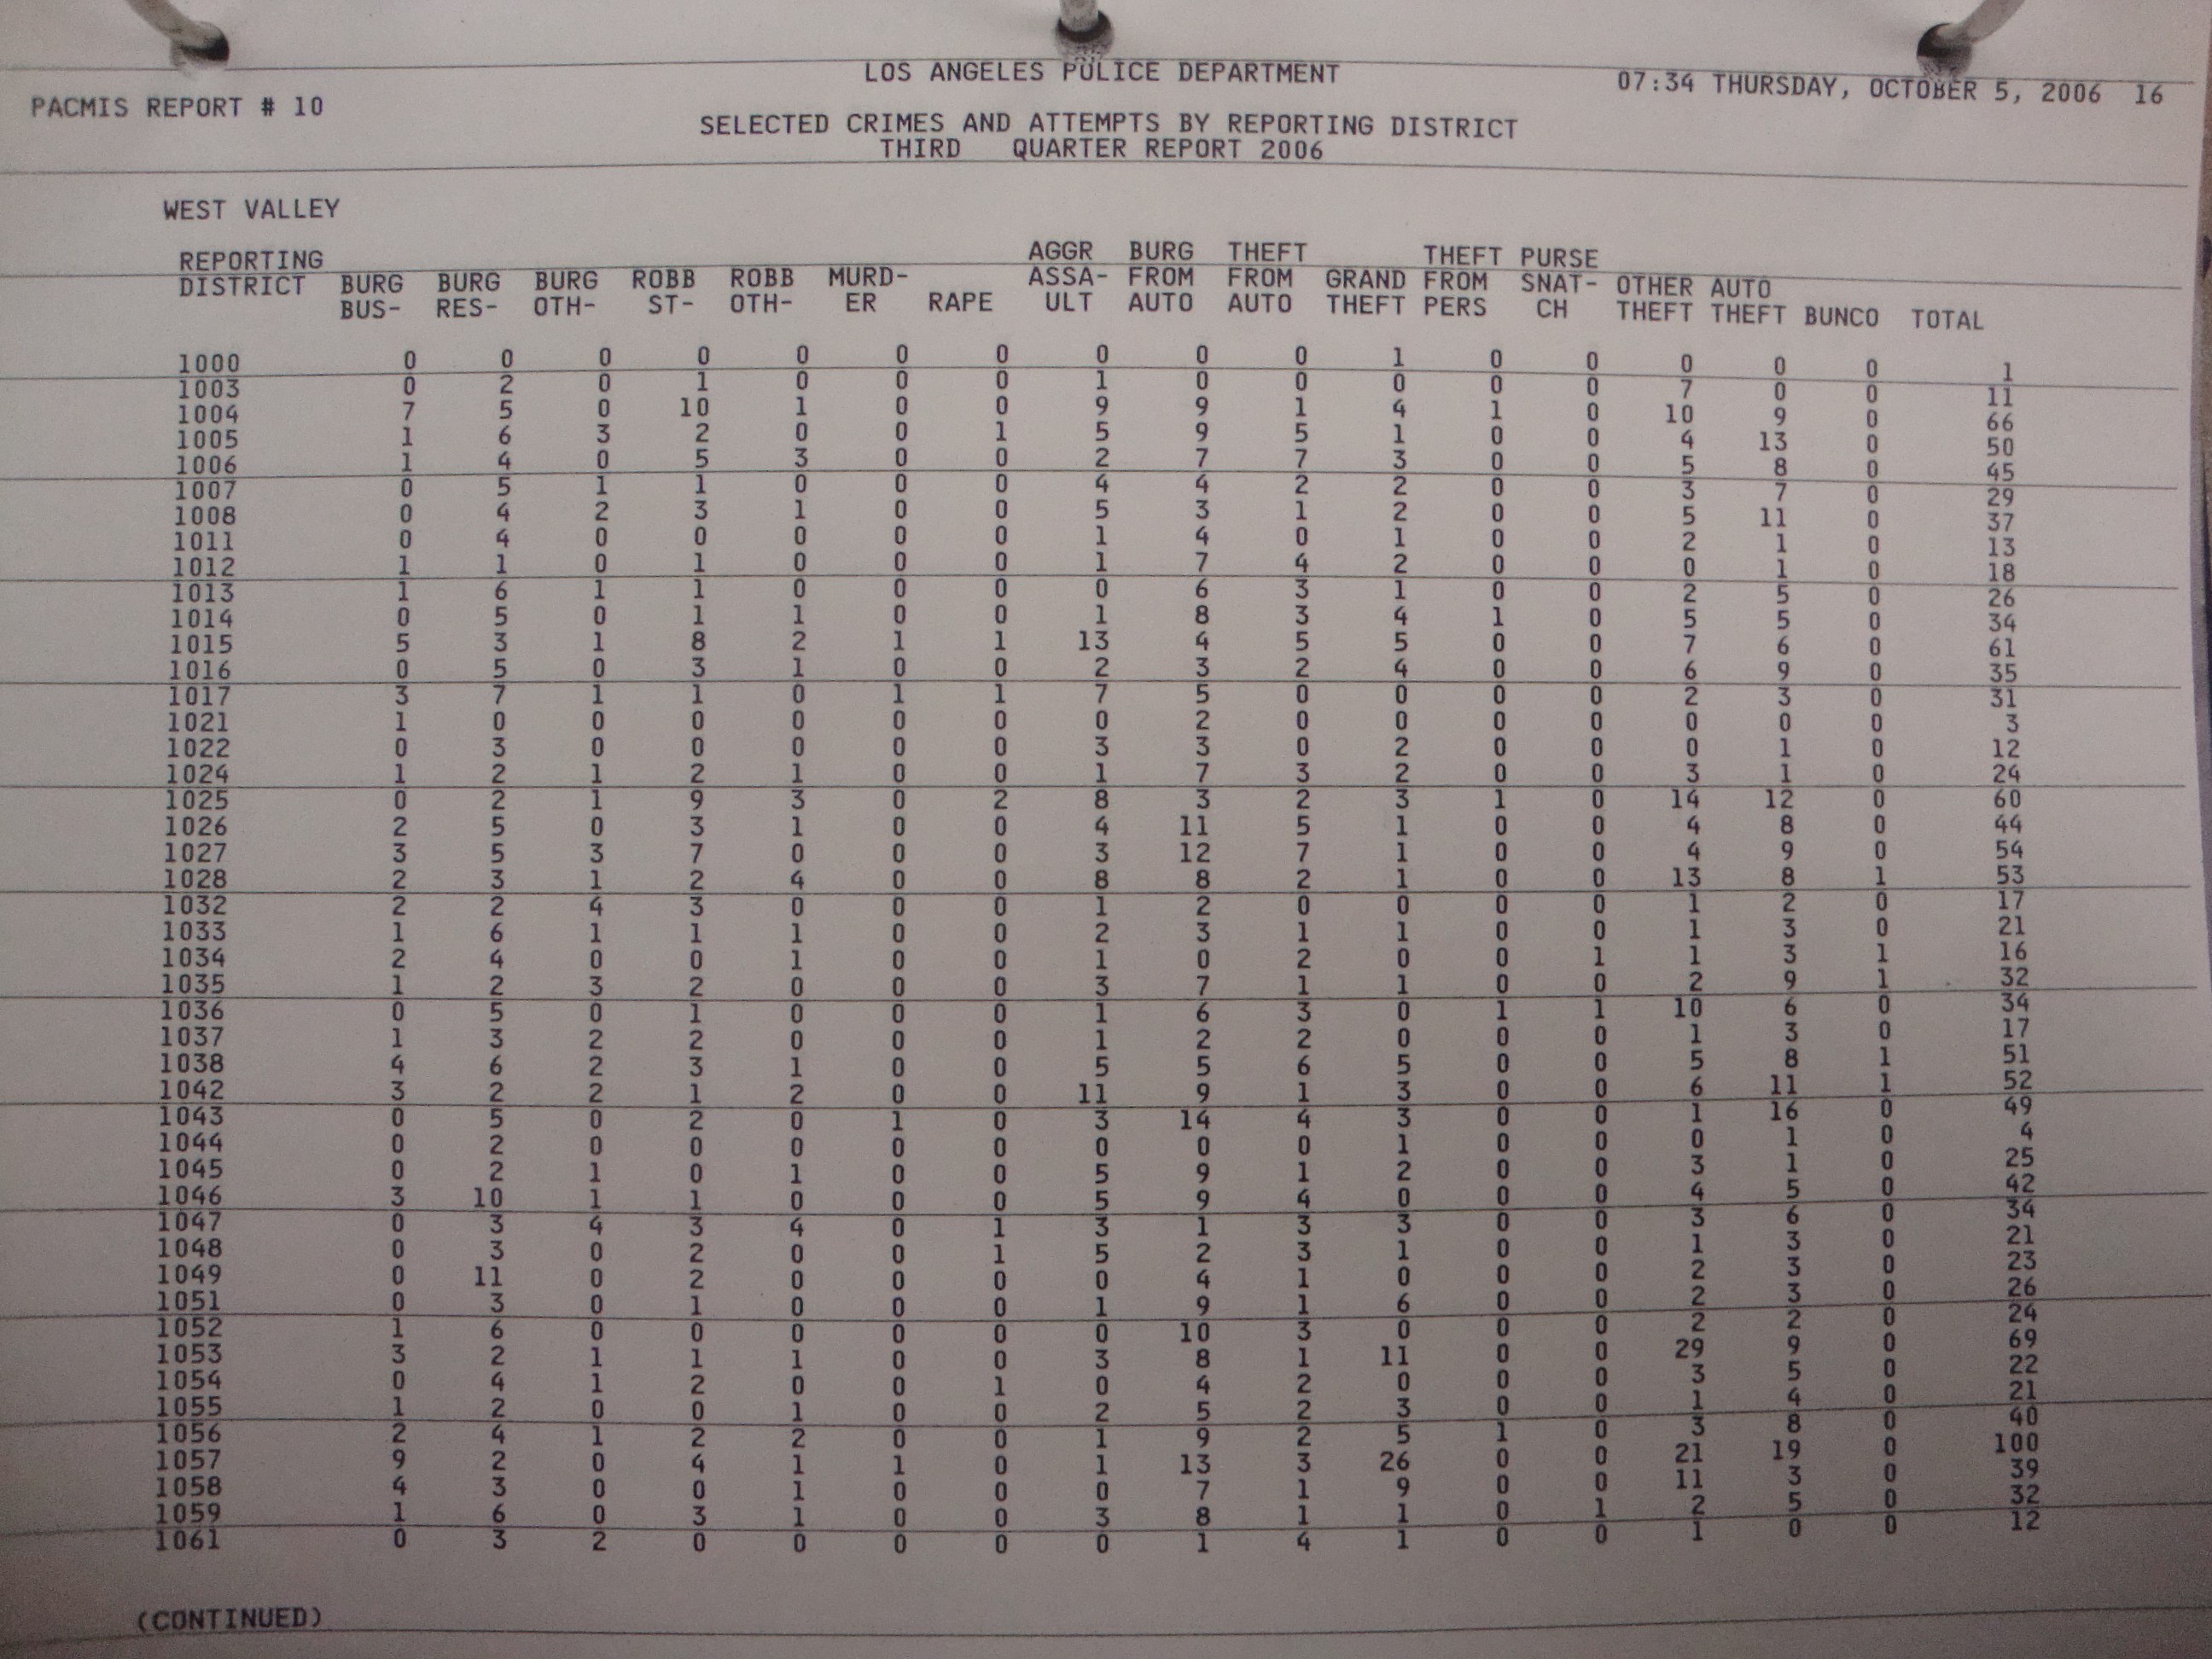 LOS ANGELES POLICE DEPARTMENT 07:34 THURSDAY, OCTOBER 5, 2006 16
PACMIS REPORT # 10
SELECTED CRIMES AND ATTEMPTS BY REPORTING DISTRICT
THIRD QUARTER REPORT 2006
WEST VALLEY
AGGR BURG THEFT THEFT PURSE
REPORTING BURG BURG BURG ROBB ROBB MURD- ASSA- FROM FROM GRAND FROM SNAT- OTHER AUTO
DISTRICT BUS- RES- OTH- ST- OTH- ER RAPE ULT AUTO AUTO THEFT PERS CH THEFT THEFT BUNCO TOTAL
1000 0 0 0 0 0 0 0 0 0 0 1 0 0 0 0 0 1
1003 0 2 0 1 0 0 0 1 0 0 0 0 0 7 0 0 11
1004 7 5 0 10 1 0 0 9 9 1 4 1 0 10 9 0 66
1005 1 6 3 2 0 0 1 5 9 5 1 0 0 4 13 0 50
1006 1 4 0 5 3 0 0 2 7 7 3 0 0 5 8 0 45
1007 0 5 1 1 0 0 0 4 4 2 2 0 0 3 7 0 29
1008 0 4 2 3 1 0 0 5 3 1 2 0 0 5 11 0 37
1011 0 4 0 0 0 0 0 1 4 0 1 0 0 2 1 0 13
1012 1 1 0 1 0 0 0 1 7 4 2 0 0 0 1 0 18
1013 1 6 1 1 0 0 0 0 6 3 1 0 0 2 5 0 26
1014 0 5 0 1 1 0 0 1 8 3 4 1 0 5 5 0 34
1015 5 3 1 8 2 1 1 13 4 5 5 0 0 7 6 0 61
1016 0 5 0 3 1 0 0 2 3 2 4 0 0 6 9 0 35
1017 3 7 1 1 0 1 1 7 5 0 0 0 0 2 3 0 31
1021 1 0 0 0 0 0 0 0 2 0 0 0 0 0 0 0 3
1022 0 3 0 0 0 0 0 3 3 0 2 0 0 0 1 0 12
1024 1 2 1 2 1 0 0 1 7 3 2 0 0 3 1 0 24
1025 0 2 1 9 3 0 2 8 3 2 3 1 0 14 12 0 60
1026 2 5 0 3 1 0 0 4 11 5 1 0 0 4 8 0 44
1027 3 5 3 7 0 0 0 3 12 7 1 0 0 4 9 0 54
1028 2 3 1 2 4 0 0 8 8 2 1 0 0 13 8 1 53
1032 2 2 4 3 0 0 0 1 2 0 0 0 0 1 2 0 17
1033 1 6 1 1 1 0 0 2 3 1 1 0 0 1 3 0 21
1034 2 4 0 0 1 0 0 1 0 2 0 0 1 1 3 1 16
1035 1 2 3 2 0 0 0 3 7 1 1 0 0 2 9 1 32
1036 0 5 0 1 0 0 0 1 6 3 0 1 1 10 6 0 34
1037 1 3 2 2 0 0 0 1 2 2 0 0 0 1 3 0 17
1038 4 6 2 3 1 0 0 5 5 6 5 0 0 5 8 1 51
1042 3 2 2 1 2 0 0 11 9 1 3 0 0 6 11 1 52
1043 0 5 0 2 0 1 0 3 14 4 3 0 0 1 16 0 49
1044 0 2 0 0 0 0 0 0 0 0 1 0 0 0 1 0 4
1045 0 2 1 0 1 0 0 5 9 1 2 0 0 3 1 0 25
1046 3 10 1 1 0 0 0 5 9 4 0 0 0 4 5 0 42
1047 0 3 4 3 4 0 1 3 1 3 3 0 0 3 6 0 34
1048 0 3 0 2 0 0 1 5 2 3 1 0 0 1 3 0 21
1049 0 11 0 2 0 0 0 0 4 1 0 0 0 2 3 0 23
1051 0 3 0 1 0 0 0 1 9 1 6 0 0 2 3 0 26
1052 1 6 0 0 0 0 0 0 10 3 0 0 0 2 2 0 24
1053 3 2 1 1 1 0 0 3 8 1 11 0 0 29 9 0 69
1054 0 4 1 2 0 0 1 0 4 2 0 0 0 3 5 0 22
1055 1 2 0 0 1 0 0 2 5 2 3 0 0 1 4 0 21
1056 2 4 1 2 2 0 0 1 9 2 5 1 0 3 8 0 40
1057 9 2 0 4 1 1 0 1 13 3 26 0 0 21 19 0 100
1058 4 3 0 0 1 0 0 0 7 1 9 0 0 11 3 0 39
1059 1 6 0 3 1 0 0 3 8 1 1 0 1 2 5 0 32
1061 0 3 2 0 0 0 0 0 1 4 1 0 0 1 0 0 12
(CONTINUED)